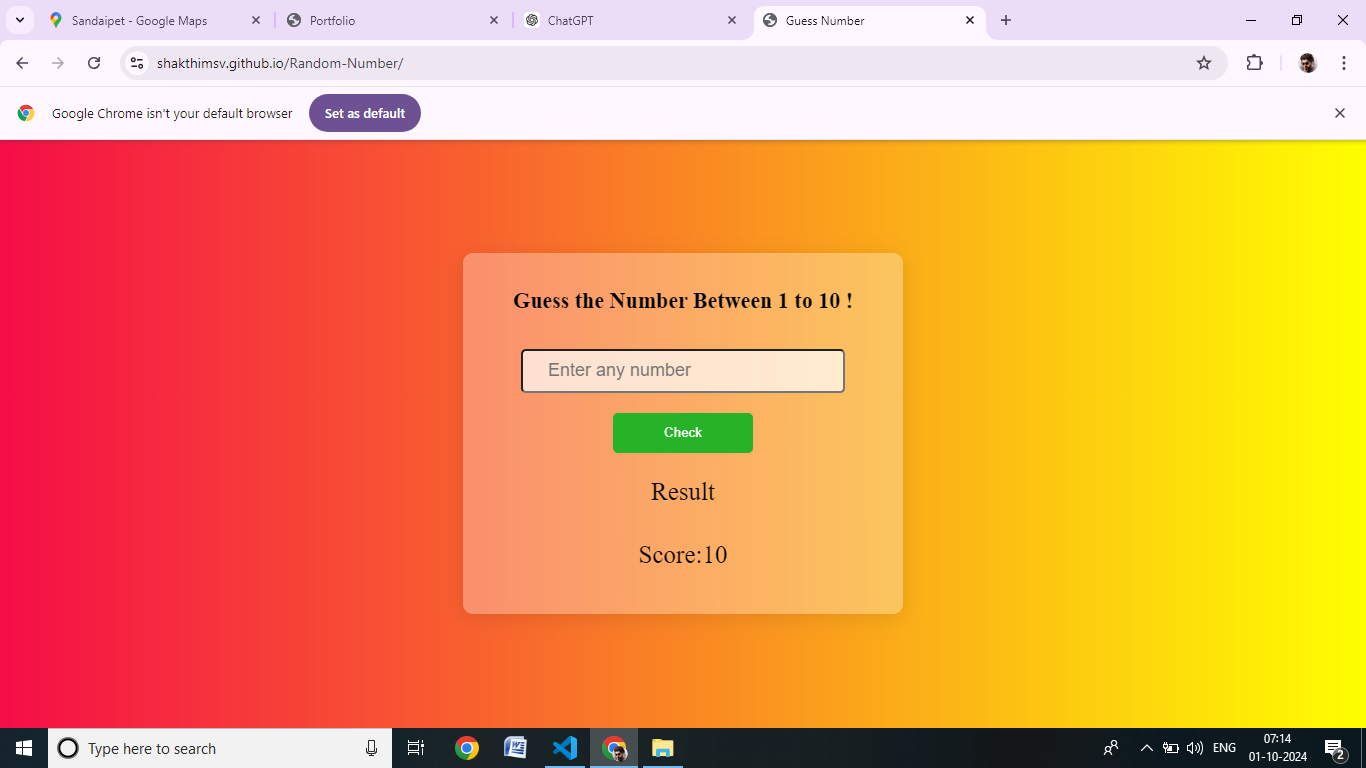 Sandaipet - Google Maps
Portfolio
ChatGPT
Guess Number
shakthimsv.github.io/Random-Number/
Google Chrome isn't your default browser
Set as default
Guess the Number Between 1 to 10 !
Enter any number
Check
Result
Score:10
Type here to search
ENG
07:14
01-10-2024
2